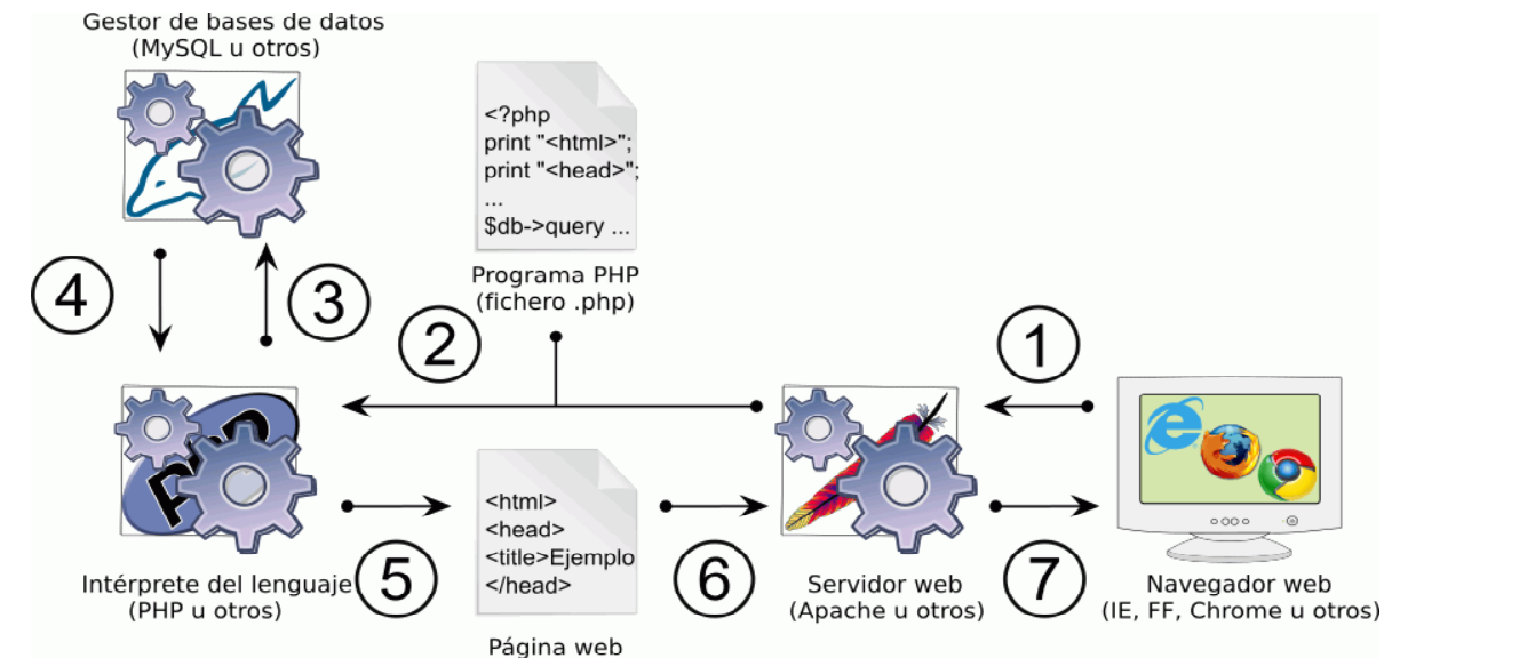 Gestor de bases de datos
(MySQL u otros)
<?php
print "<html>";
print "<head>";
...
$db->query ...
Programa PHP
(fichero .php)
4
3
2
1
<html>
<head>
<title>Ejemplo
</head>
5
6
7
Intérprete del lenguaje
(PHP u otros)
Servidor web
(Apache u otros)
Navegador web
(IE, FF, Chrome u otros)
Página web